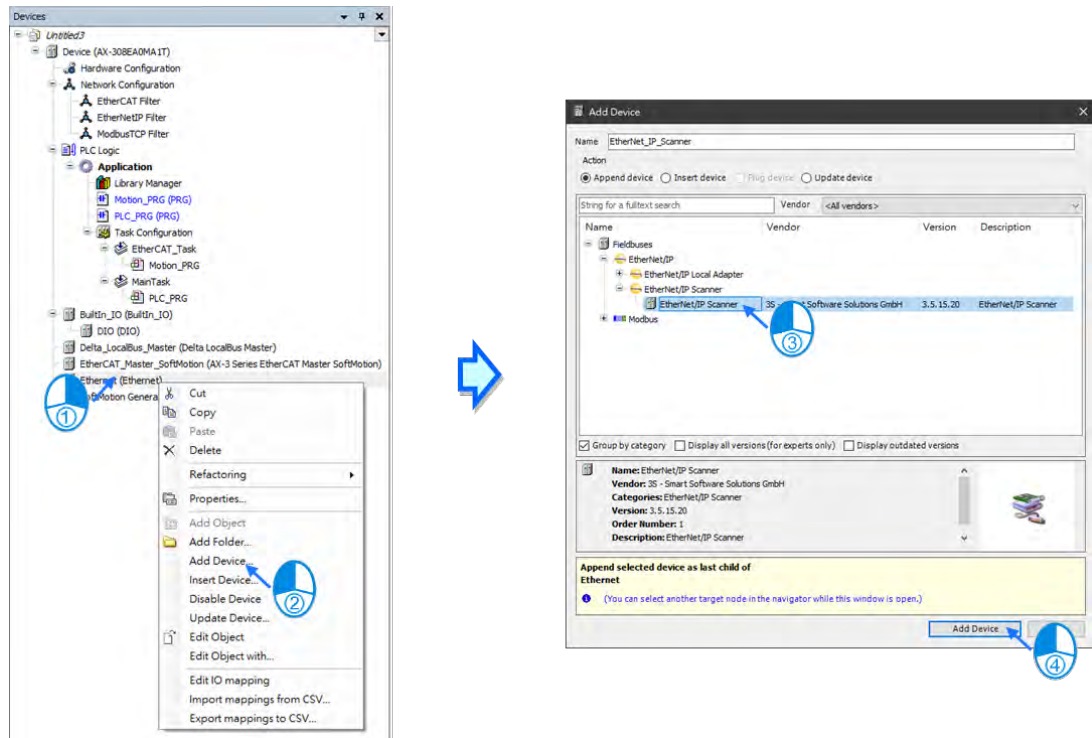 Devices
Untitled3
Device (AX-308EA0MA1T)
Hardware Configuration
Network Configuration
EtherCAT Filter
EtherNetIP Filter
ModbusTCP Filter
PLC Logic
Application
Library Manager
Motion_PRG (PRG)
PLC_PRG (PRG)
Task Configuration
EtherCAT_Task
Motion_PRG
MainTask
PLC_PRG
BuiltIn_IO (BuiltIn_IO)
DIO (DIO)
Delta_LocalBus_Master (Delta LocalBus Master)
EtherCAT_Master_SoftMotion (AX-3 Series EtherCAT Master SoftMotion)
Ethernet (Ethernet)
SoftMotion Genera
①
Cut
Copy
Paste
Delete
Refactoring
Properties...
Add Object
Add Folder...
Add Device...
Insert Device...
②
Disable Device
Update Device...
Edit Object
Edit Object with...
Edit IO mapping
Import mappings from CSV...
Export mappings to CSV...
Add Device
Name EtherNet_IP_Scanner
Action
Append device Insert device Plug device Update device
String for a fulltext search Vendor <All vendors>
Name Vendor Version Description
Fieldbuses
EtherNet/IP
EtherNet/IP Local Adapter
EtherNet/IP Scanner
EtherNet/IP Scanner 3S - Smart Software Solutions GmbH 3.5.15.20 EtherNet/IP Scanner
Modbus
③
Group by category Display all versions (for experts only) Display outdated versions
Name: EtherNet/IP Scanner
Vendor: 3S - Smart Software Solutions GmbH
Categories: EtherNet/IP Scanner
Version: 3.5.15.20
Order Number: 1
Description: EtherNet/IP Scanner
Append selected device as last child of
Ethernet
(You can select another target node in the navigator while this window is open.)
Add Device
④